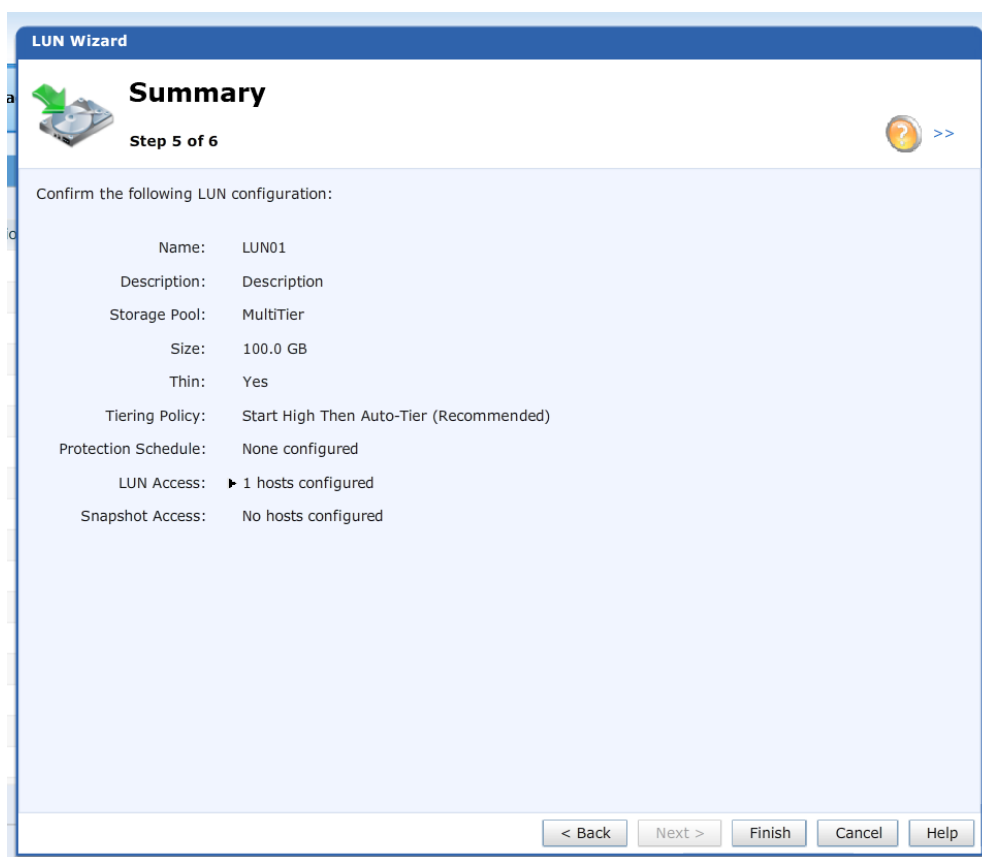 LUN Wizard
Summary
Step 5 of 6
>>
Confirm the following LUN configuration:
Name: LUN01
Description: Description
Storage Pool: MultiTier
Size: 100.0 GB
Thin: Yes
Tiering Policy: Start High Then Auto-Tier (Recommended)
Protection Schedule: None configured
LUN Access: 1 hosts configured
Snapshot Access: No hosts configured
< Back Next > Finish Cancel Help